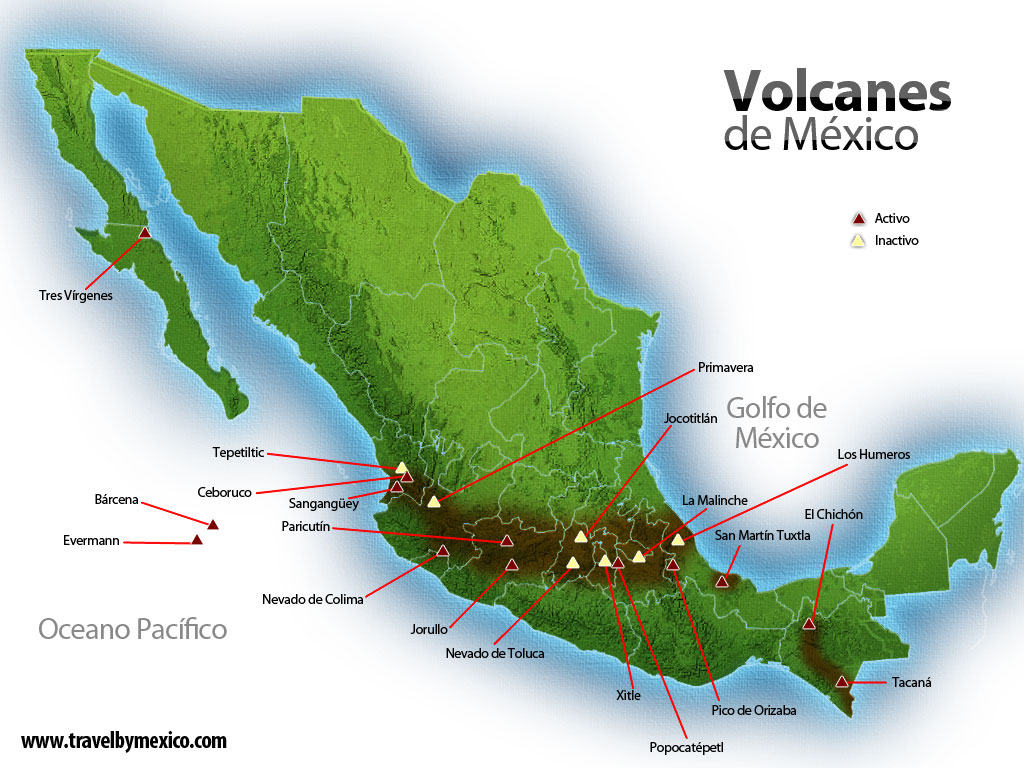 Volcanes
de México
Activo
Inactivo
Tres Vírgenes
Primavera
Golfo de
México
Jocotitlán
Tepetiltic
Los Humeros
Ceboruco
Bárcena
Sangangüey
La Malinche
El Chichón
Paricutín
Evermann
San Martín Tuxtla
Nevado de Colima
Oceano Pacífico
Jorullo
Nevado de Toluca
Tacaná
Xitle
Pico de Orizaba
www.travelbymexico.com
Popocatépetl